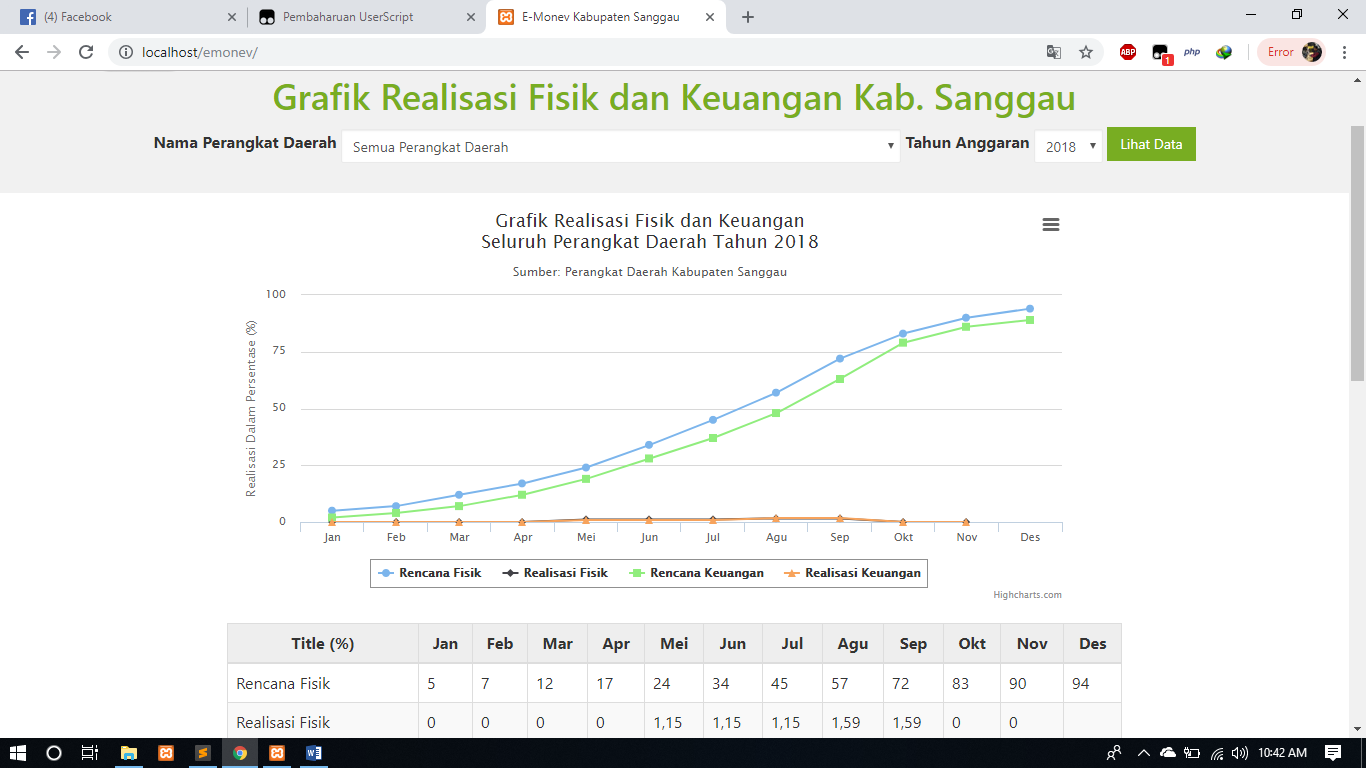 (4) Facebook
Pembaharuan UserScript
E-Monev Kabupaten Sanggau
localhost/emonev/
ABP
1
php
Error
Grafik Realisasi Fisik dan Keuangan Kab. Sanggau
Nama Perangkat Daerah Semua Perangkat Daerah Tahun Anggaran 2018 Lihat Data
Grafik Realisasi Fisik dan Keuangan
Seluruh Perangkat Daerah Tahun 2018
Sumber: Perangkat Daerah Kabupaten Sanggau
Realisasi Dalam Persentase (%)
100
75
50
25
0
Jan Feb Mar Apr Mei Jun Jul Agu Sep Okt Nov Des
Rencana Fisik Realisasi Fisik Rencana Keuangan Realisasi Keuangan
Highcharts.com
Title (%) Jan Feb Mar Apr Mei Jun Jul Agu Sep Okt Nov Des
Rencana Fisik 5 7 12 17 24 34 45 57 72 83 90 94
Realisasi Fisik 0 0 0 0 1,15 1,15 1,15 1,59 1,59 0 0
10:42 AM